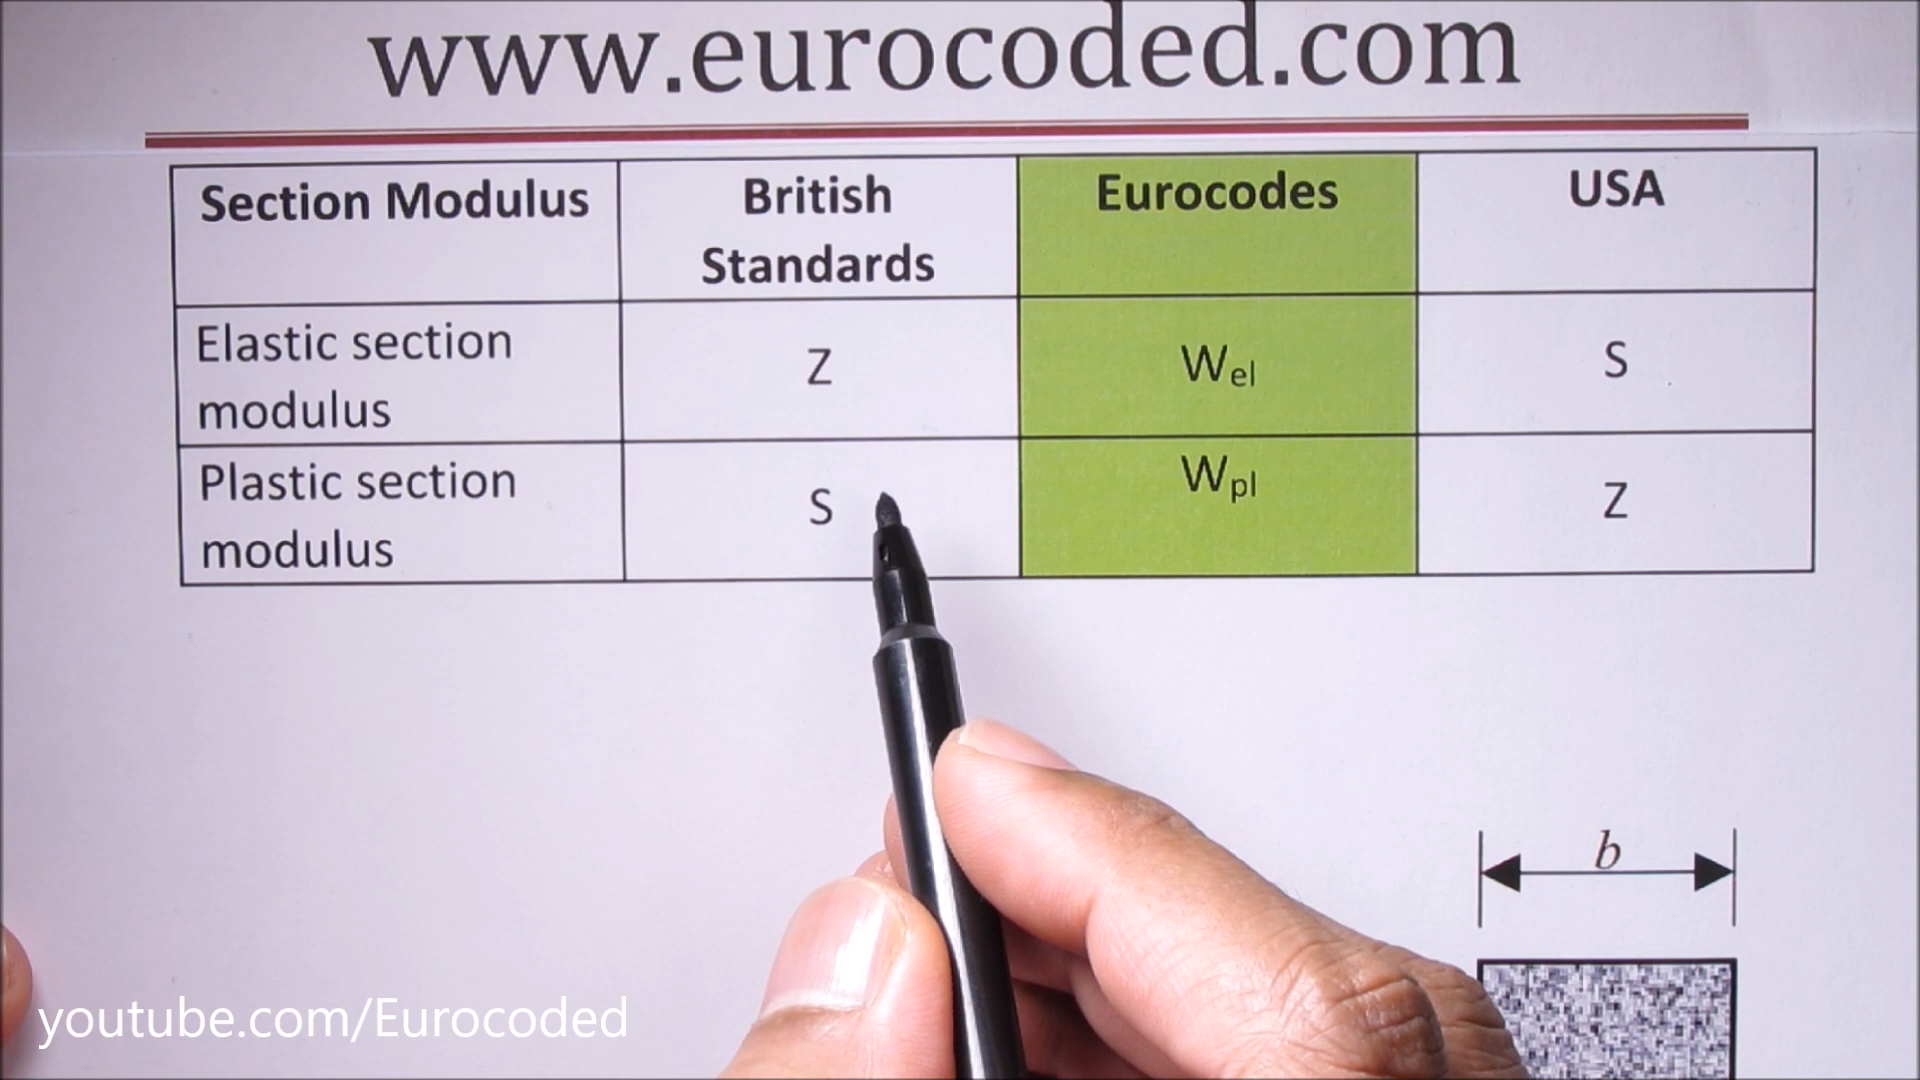 www.eurocoded.com
Section Modulus
British
Standards
Eurocodes
USA
Elastic section
modulus
Z
Wel
S
Plastic section
modulus
S
Wpl
Z
b
youtube.com/Eurocoded